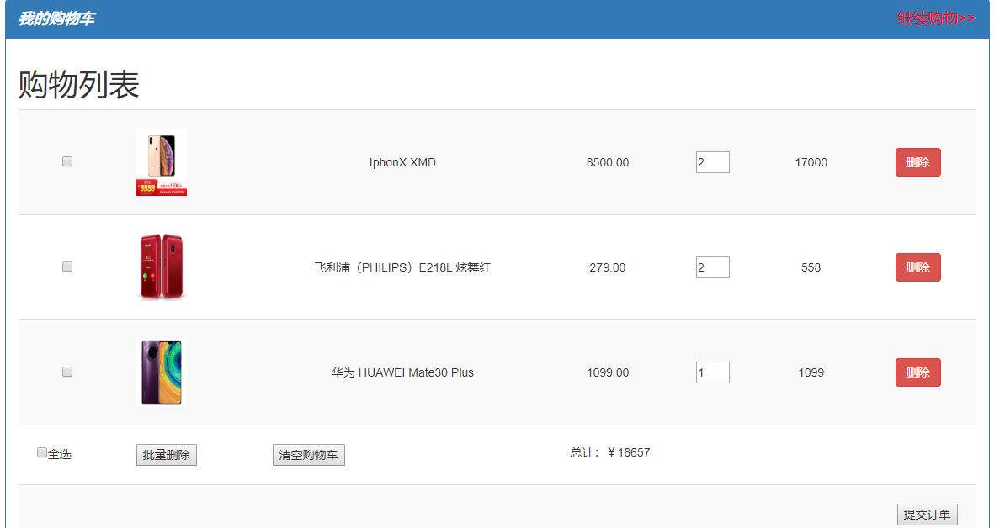 我的购物车 继续购物>>
购物列表
IphonX XMD 8500.00 2 17000 删除
飞利浦（PHILIPS）E218L 炫舞红 279.00 2 558 删除
华为 HUAWEI Mate30 Plus 1099.00 1 1099 删除
全选 批量删除 清空购物车 总计：￥18657
提交订单